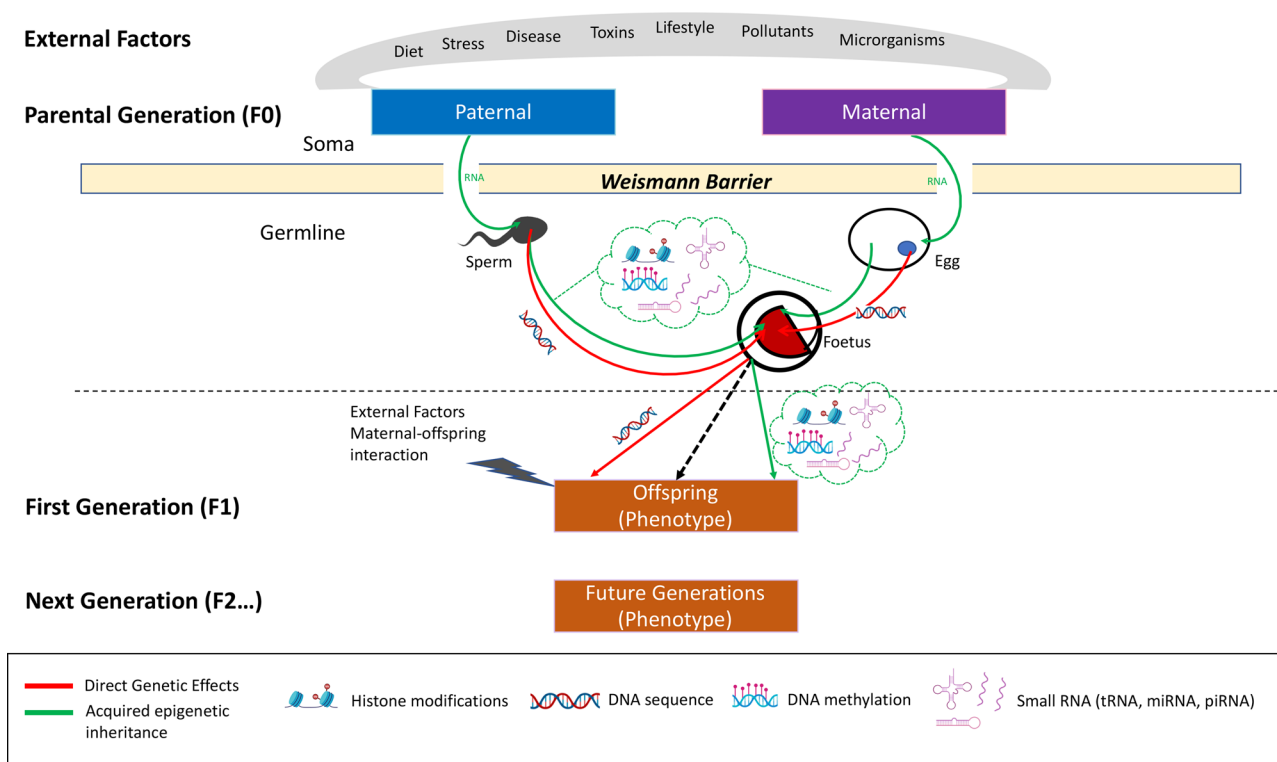 External Factors
Diet
Stress
Disease
Toxins
Lifestyle
Pollutants
Microrganisms
Parental Generation (F0)
Paternal
Maternal
Soma
RNA
Weismann Barrier
RNA
Germline
Sperm
Egg
Foetus
External Factors
Maternal-offspring
interaction
First Generation (F1)
Offspring
(Phenotype)
Next Generation (F2...)
Future Generations
(Phenotype)
Direct Genetic Effects
Acquired epigenetic
inheritance
Histone modifications
DNA sequence
DNA methylation
Small RNA (tRNA, miRNA, piRNA)